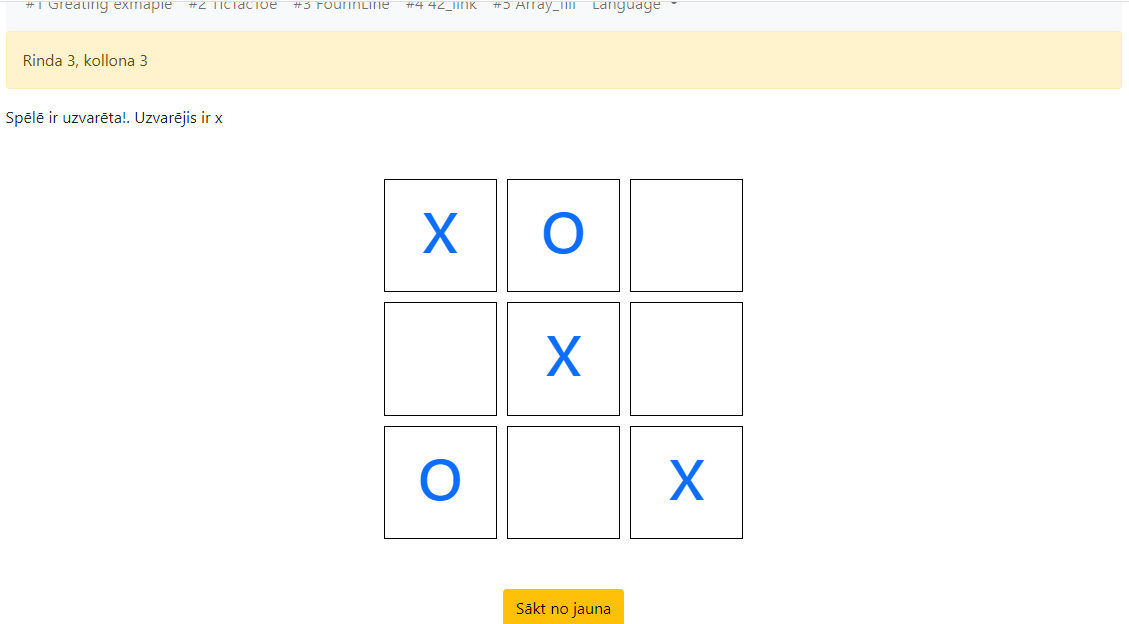 #1 Greating exmaple #2 TicTacToe #3 FourInLine #4 42_link #5 Array_fill Language
Rinda 3, kollona 3
Spēlē ir uzvarēta!. Uzvarējis ir x
X O
X
O X
Sākt no jauna